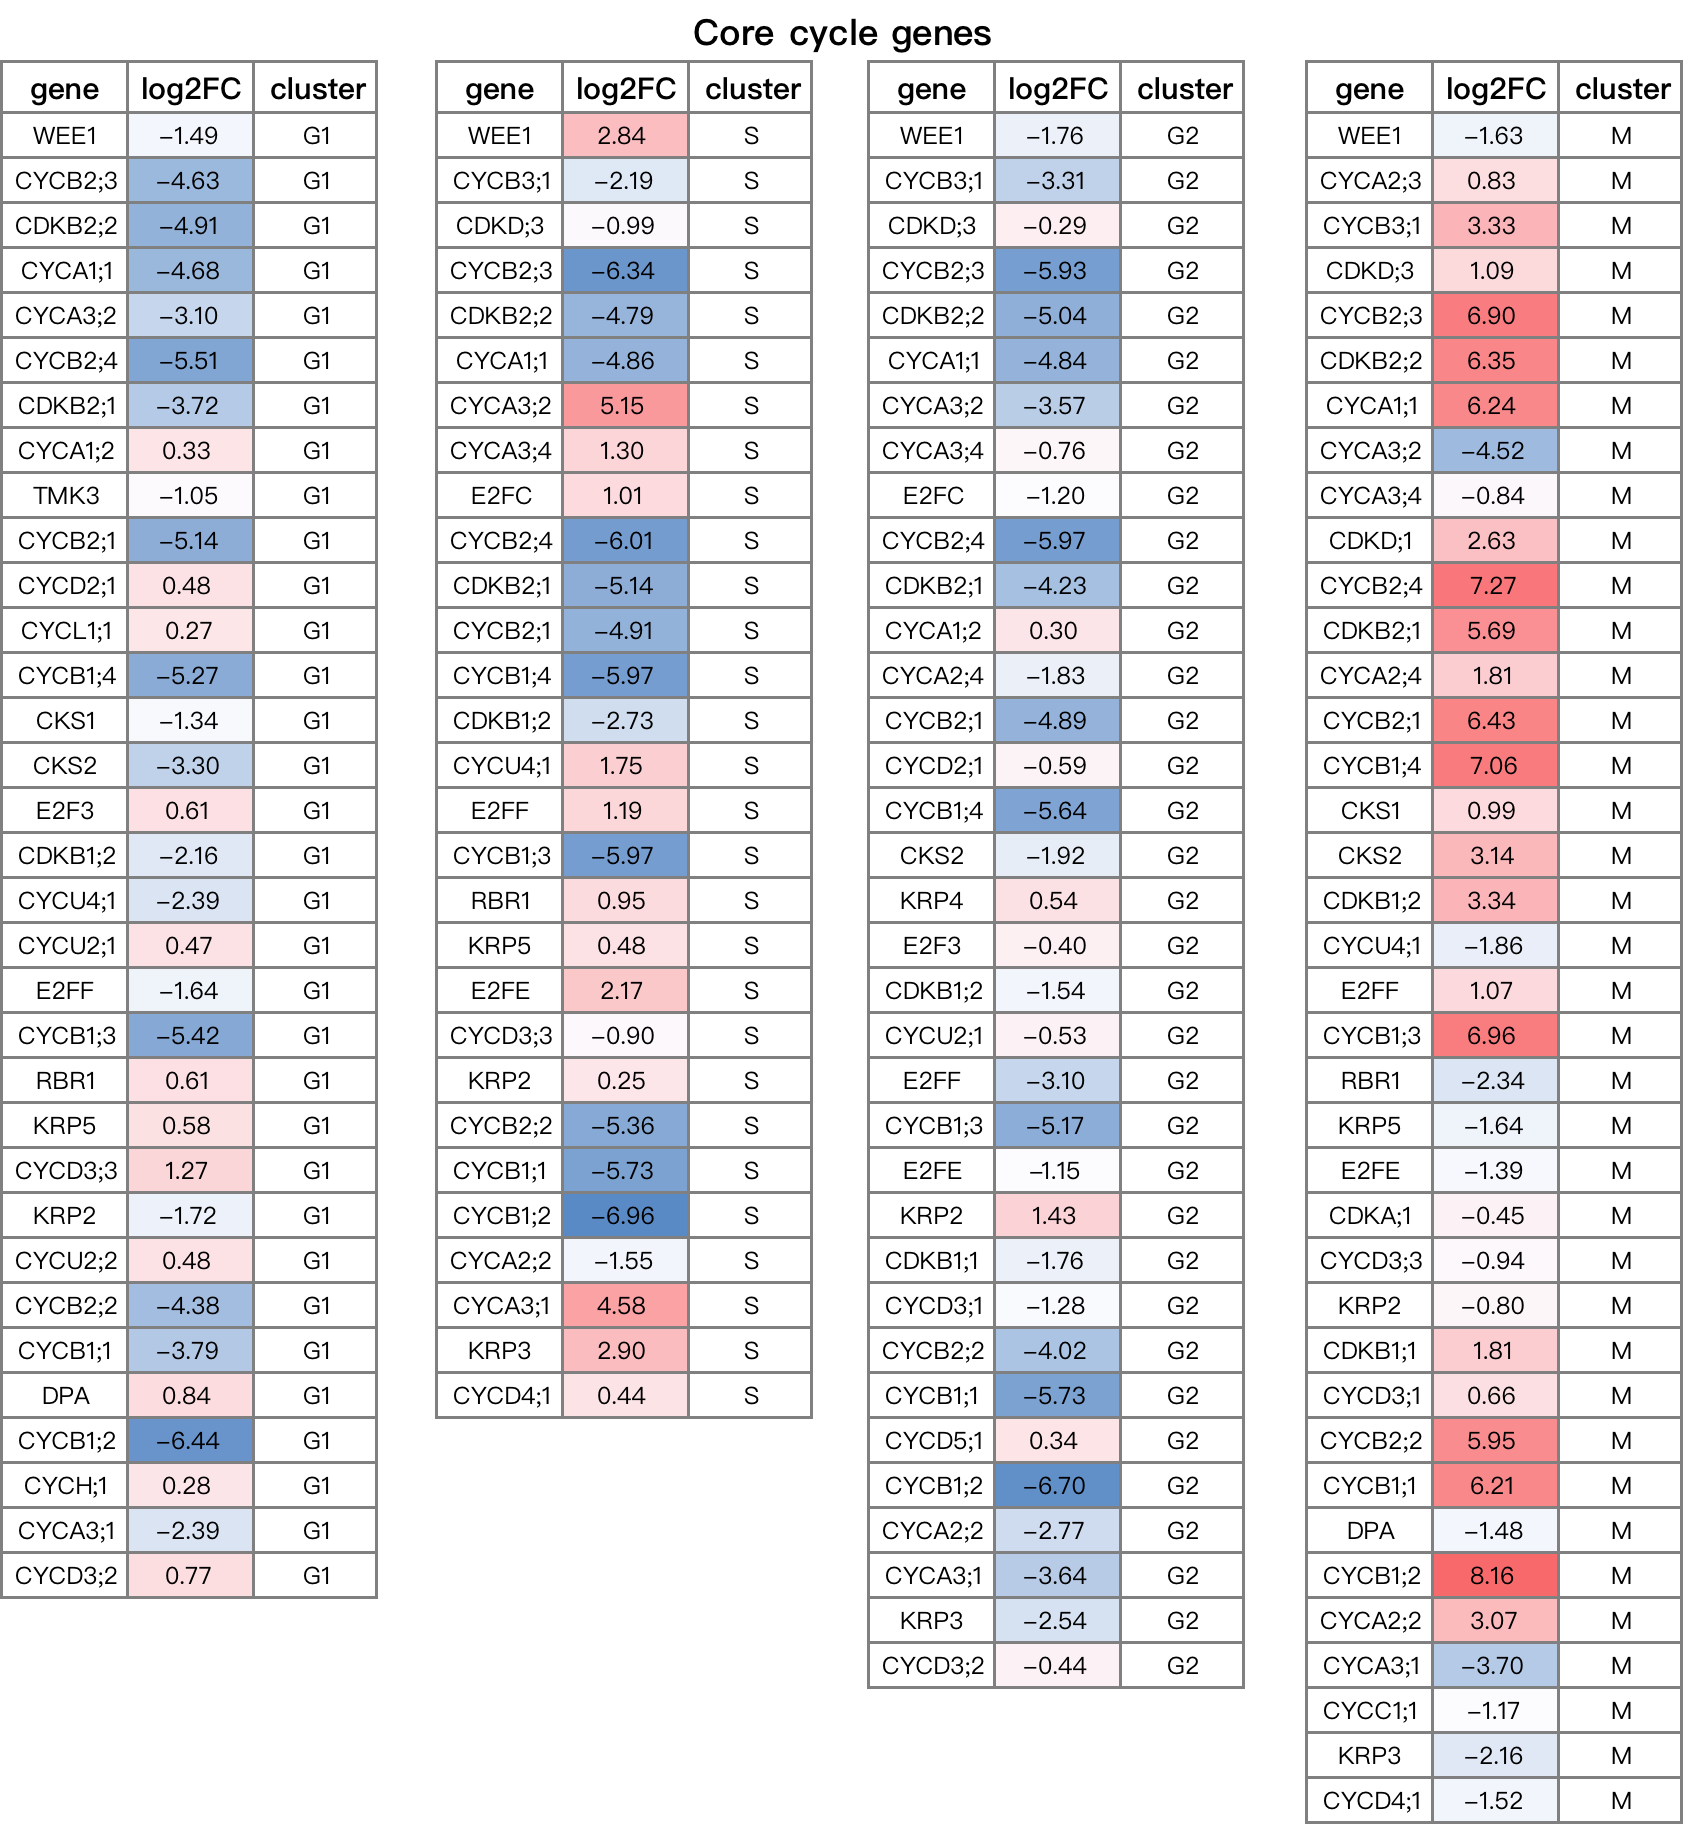 Core cycle genes
gene log2FC cluster
WEE1 −1.49 G1
CYCB2;3 −4.63 G1
CDKB2;2 −4.91 G1
CYCA1;1 −4.68 G1
CYCA3;2 −3.10 G1
CYCB2;4 −5.51 G1
CDKB2;1 −3.72 G1
CYCA1;2 0.33 G1
TMK3 −1.05 G1
CYCB2;1 −5.14 G1
CYCD2;1 0.48 G1
CYCL1;1 0.27 G1
CYCB1;4 −5.27 G1
CKS1 −1.34 G1
CKS2 −3.30 G1
E2F3 0.61 G1
CDKB1;2 −2.16 G1
CYCU4;1 −2.39 G1
CYCU2;1 0.47 G1
E2FF −1.64 G1
CYCB1;3 −5.42 G1
RBR1 0.61 G1
KRP5 0.58 G1
CYCD3;3 1.27 G1
KRP2 −1.72 G1
CYCU2;2 0.48 G1
CYCB2;2 −4.38 G1
CYCB1;1 −3.79 G1
DPA 0.84 G1
CYCB1;2 −6.44 G1
CYCH;1 0.28 G1
CYCA3;1 −2.39 G1
CYCD3;2 0.77 G1
gene log2FC cluster
WEE1 2.84 S
CYCB3;1 −2.19 S
CDKD;3 −0.99 S
CYCB2;3 −6.34 S
CDKB2;2 −4.79 S
CYCA1;1 −4.86 S
CYCA3;2 5.15 S
CYCA3;4 1.30 S
E2FC 1.01 S
CYCB2;4 −6.01 S
CDKB2;1 −5.14 S
CYCB2;1 −4.91 S
CYCB1;4 −5.97 S
CDKB1;2 −2.73 S
CYCU4;1 1.75 S
E2FF 1.19 S
CYCB1;3 −5.97 S
RBR1 0.95 S
KRP5 0.48 S
E2FE 2.17 S
CYCD3;3 −0.90 S
KRP2 0.25 S
CYCB2;2 −5.36 S
CYCB1;1 −5.73 S
CYCB1;2 −6.96 S
CYCA2;2 −1.55 S
CYCA3;1 4.58 S
KRP3 2.90 S
CYCD4;1 0.44 S
gene log2FC cluster
WEE1 −1.76 G2
CYCB3;1 −3.31 G2
CDKD;3 −0.29 G2
CYCB2;3 −5.93 G2
CDKB2;2 −5.04 G2
CYCA1;1 −4.84 G2
CYCA3;2 −3.57 G2
CYCA3;4 −0.76 G2
E2FC −1.20 G2
CYCB2;4 −5.97 G2
CDKB2;1 −4.23 G2
CYCA1;2 0.30 G2
CYCA2;4 −1.83 G2
CYCB2;1 −4.89 G2
CYCD2;1 −0.59 G2
CYCB1;4 −5.64 G2
CKS2 −1.92 G2
KRP4 0.54 G2
E2F3 −0.40 G2
CDKB1;2 −1.54 G2
CYCU2;1 −0.53 G2
E2FF −3.10 G2
CYCB1;3 −5.17 G2
E2FE −1.15 G2
KRP2 1.43 G2
CDKB1;1 −1.76 G2
CYCD3;1 −1.28 G2
CYCB2;2 −4.02 G2
CYCB1;1 −5.73 G2
CYCD5;1 0.34 G2
CYCB1;2 −6.70 G2
CYCA2;2 −2.77 G2
CYCA3;1 −3.64 G2
KRP3 −2.54 G2
CYCD3;2 −0.44 G2
gene log2FC cluster
WEE1 −1.63 M
CYCA2;3 0.83 M
CYCB3;1 3.33 M
CDKD;3 1.09 M
CYCB2;3 6.90 M
CDKB2;2 6.35 M
CYCA1;1 6.24 M
CYCA3;2 −4.52 M
CYCA3;4 −0.84 M
CDKD;1 2.63 M
CYCB2;4 7.27 M
CDKB2;1 5.69 M
CYCA2;4 1.81 M
CYCB2;1 6.43 M
CYCB1;4 7.06 M
CKS1 0.99 M
CKS2 3.14 M
CDKB1;2 3.34 M
CYCU4;1 −1.86 M
E2FF 1.07 M
CYCB1;3 6.96 M
RBR1 −2.34 M
KRP5 −1.64 M
E2FE −1.39 M
CDKA;1 −0.45 M
CYCD3;3 −0.94 M
KRP2 −0.80 M
CDKB1;1 1.81 M
CYCD3;1 0.66 M
CYCB2;2 5.95 M
CYCB1;1 6.21 M
DPA −1.48 M
CYCB1;2 8.16 M
CYCA2;2 3.07 M
CYCA3;1 −3.70 M
CYCC1;1 −1.17 M
KRP3 −2.16 M
CYCD4;1 −1.52 M